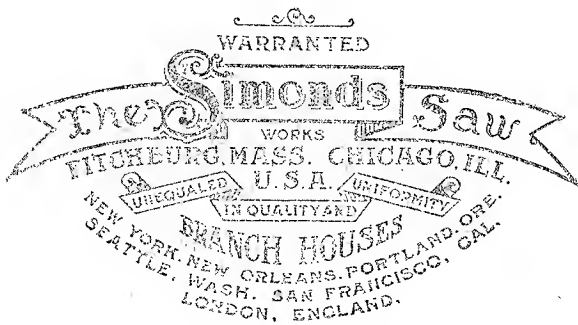 WARRANTED
The Simonds Saw
WORKS
FITCHBURG, MASS. CHICAGO, ILL.
U.S.A.
UNEQUALED IN QUALITY AND UNIFORMITY
BRANCH HOUSES
NEW YORK, NEW ORLEANS, PORTLAND, ORE.
SEATTLE, WASH. SAN FRANCISCO, CAL.
LONDON, ENGLAND.